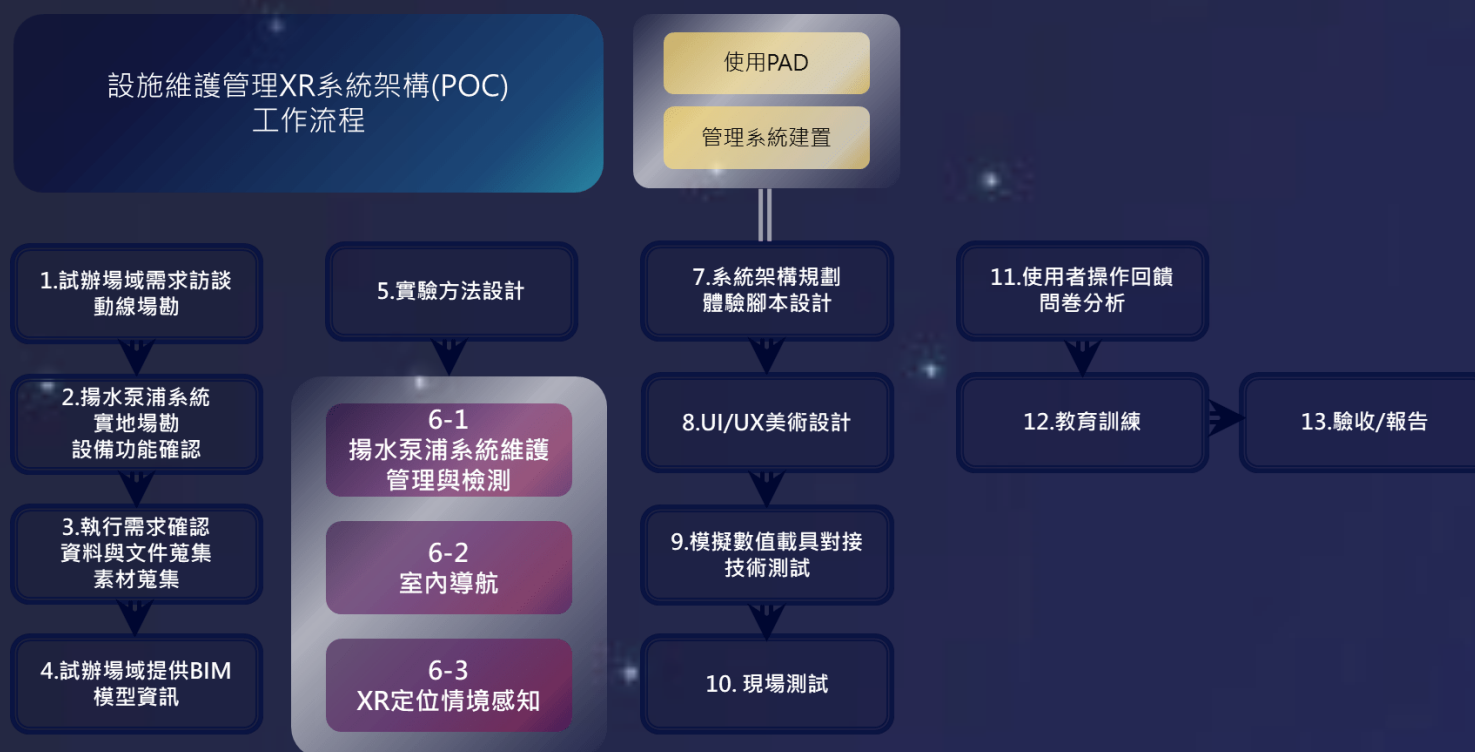 設施維護管理XR系統架構(POC)
工作流程
使用PAD
管理系統建置
1.試辦場域需求訪談
動線場勘
2.揚水泵浦系統
實地場勘
設備功能確認
3.執行需求確認
資料與文件蒐集
素材蒐集
4.試辦場域提供BIM
模型資訊
5.實驗方法設計
6-1
揚水泵浦系統維護
管理與檢測
6-2
室內導航
6-3
XR定位情境感知
7.系統架構規劃
體驗腳本設計
8.UI/UX美術設計
9.模擬數值載具對接
技術測試
10. 現場測試
11.使用者操作回饋
問卷分析
12.教育訓練
13.驗收/報告